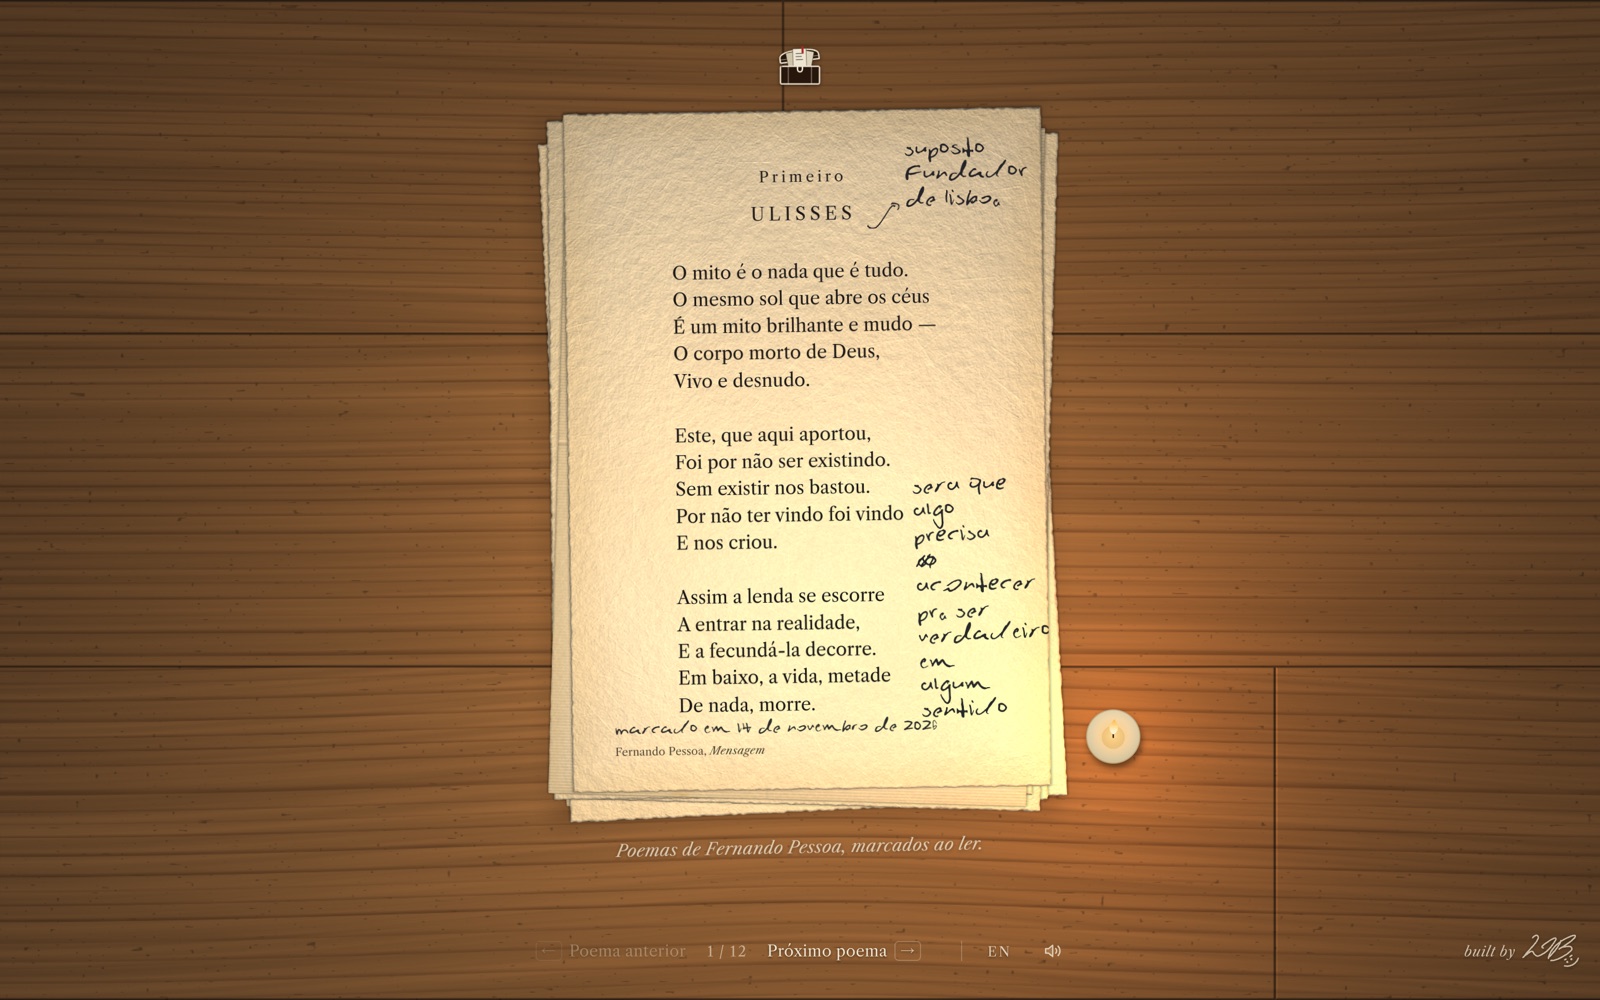 suposto
Fundador
de lisboa
Primeiro
ULISSES
O mito é o nada que é tudo.
O mesmo sol que abre os céus
É um mito brilhante e mudo —
O corpo morto de Deus,
Vivo e desnudo.
Este, que aqui aportou,
Foi por não ser existindo.
Sem existir nos bastou.
Por não ter vindo foi vindo
E nos criou.
sera que
algo
precisa
acontecer
pra ser
verdadeiro
em
algum
sentido
Assim a lenda se escorre
A entrar na realidade,
E a fecundá-la decorre.
Em baixo, a vida, metade
De nada, morre.
marcado em 14 de novembro de 2026
Fernando Pessoa, Mensagem
Poemas de Fernando Pessoa, marcados ao ler.
← Poema anterior 1 / 12 Próximo poema → EN
built by